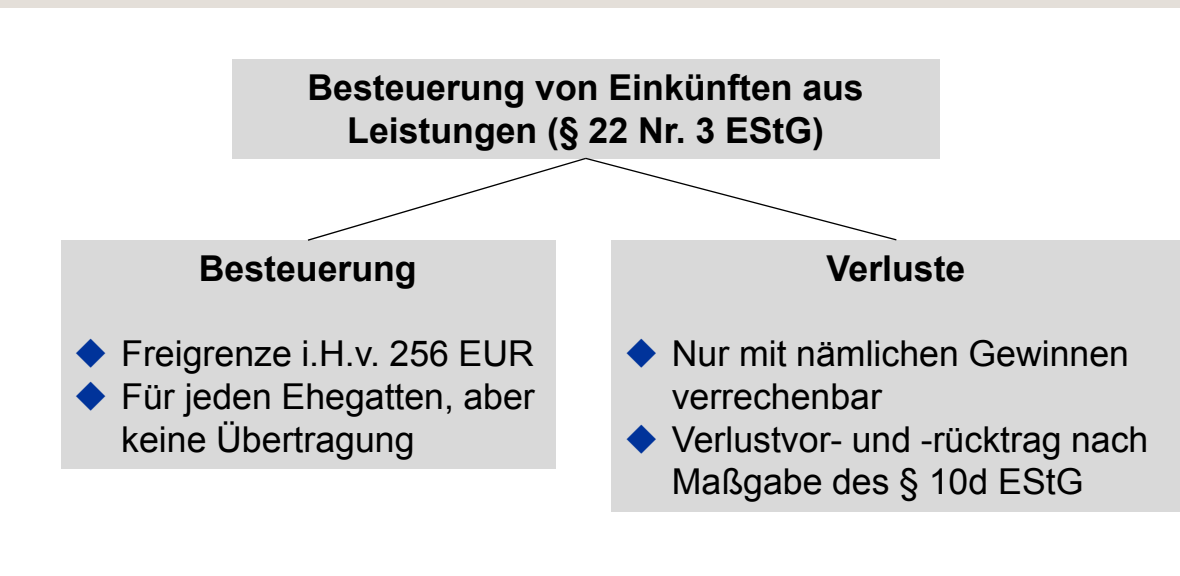 Besteuerung von Einkünften aus
Leistungen (§ 22 Nr. 3 EStG)
Besteuerung
Freigrenze i.H.v. 256 EUR
Für jeden Ehegatten, aber
keine Übertragung
Verluste
Nur mit nämlichen Gewinnen
verrechenbar
Verlustvor- und -rücktrag nach
Maßgabe des § 10d EStG